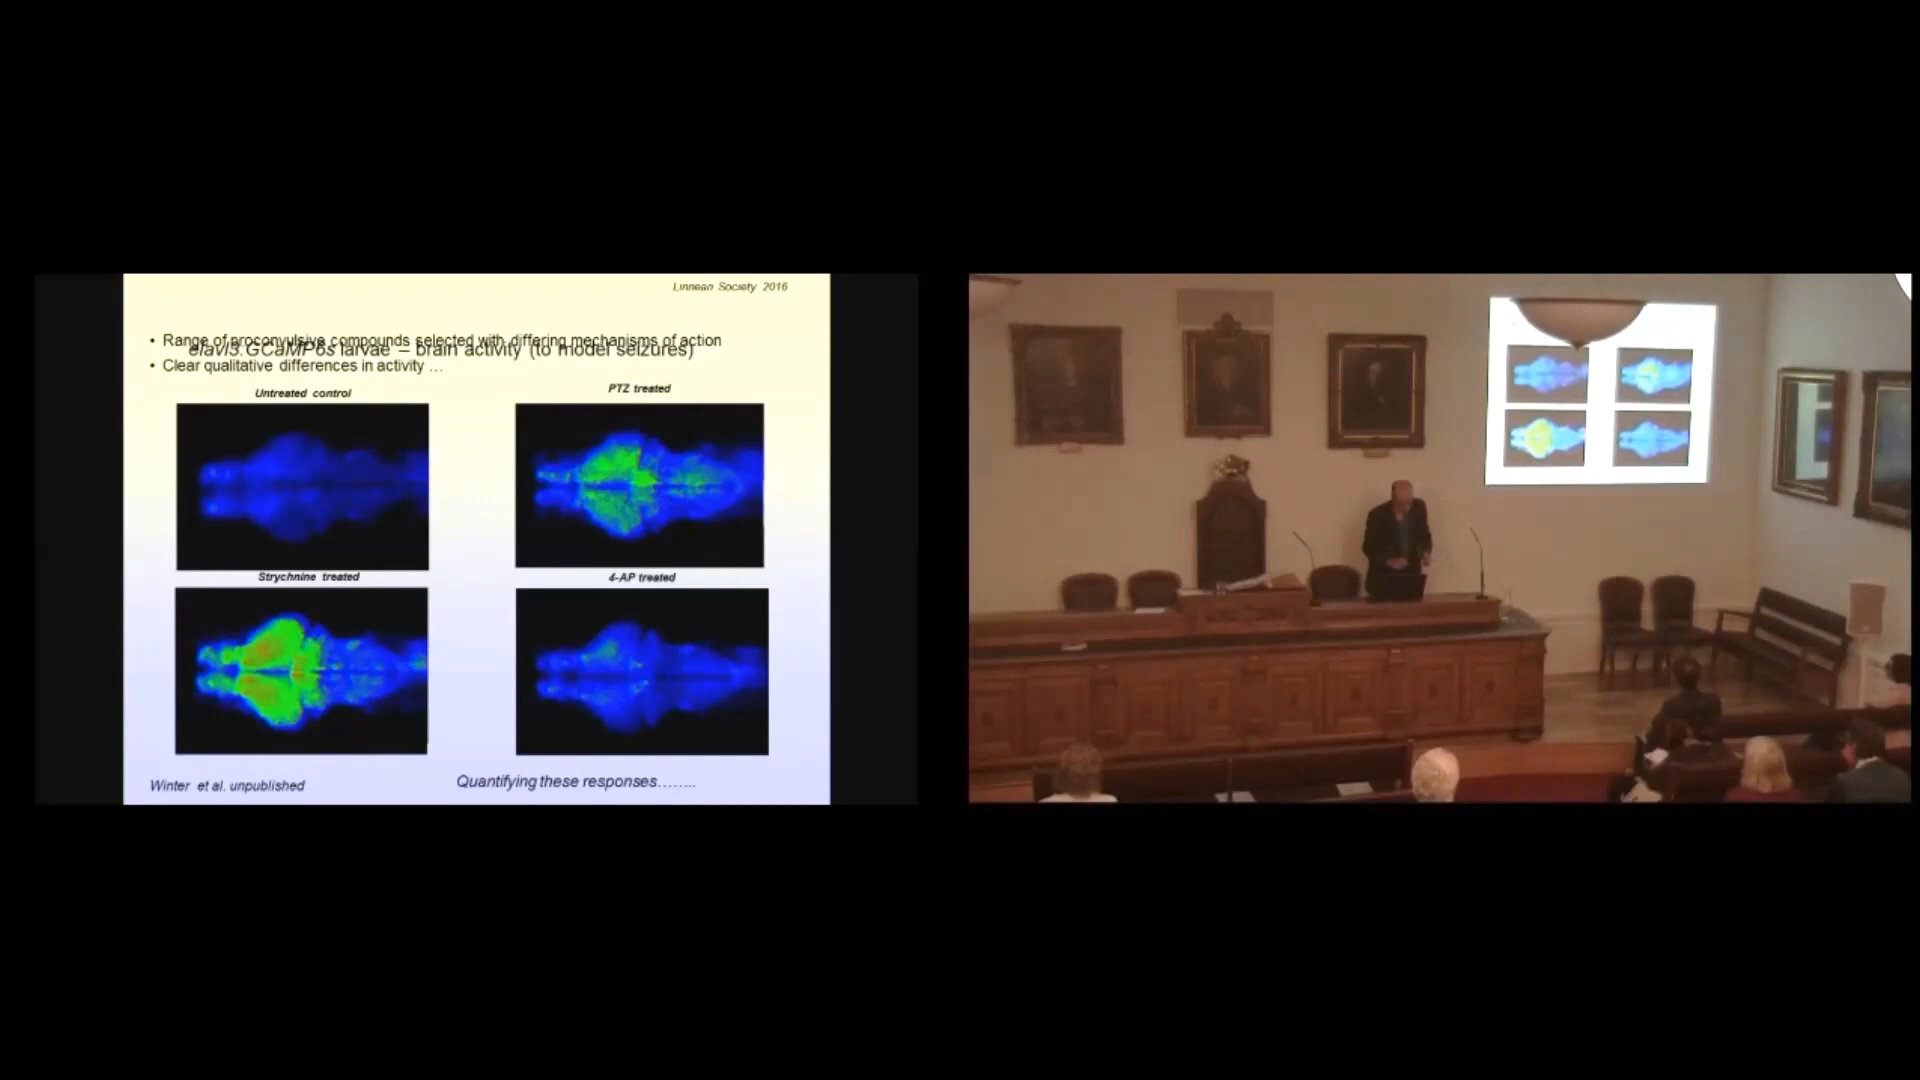 Linnean Society 2016
• Range of proconvulsive compounds selected with differing mechanisms of action
elavl3:GCaMP6s larvae – brain activity (to model seizures)
• Clear qualitative differences in activity …
Untreated control
PTZ treated
Strychnine treated
4-AP treated
Winter et al. unpublished
Quantifying these responses……..